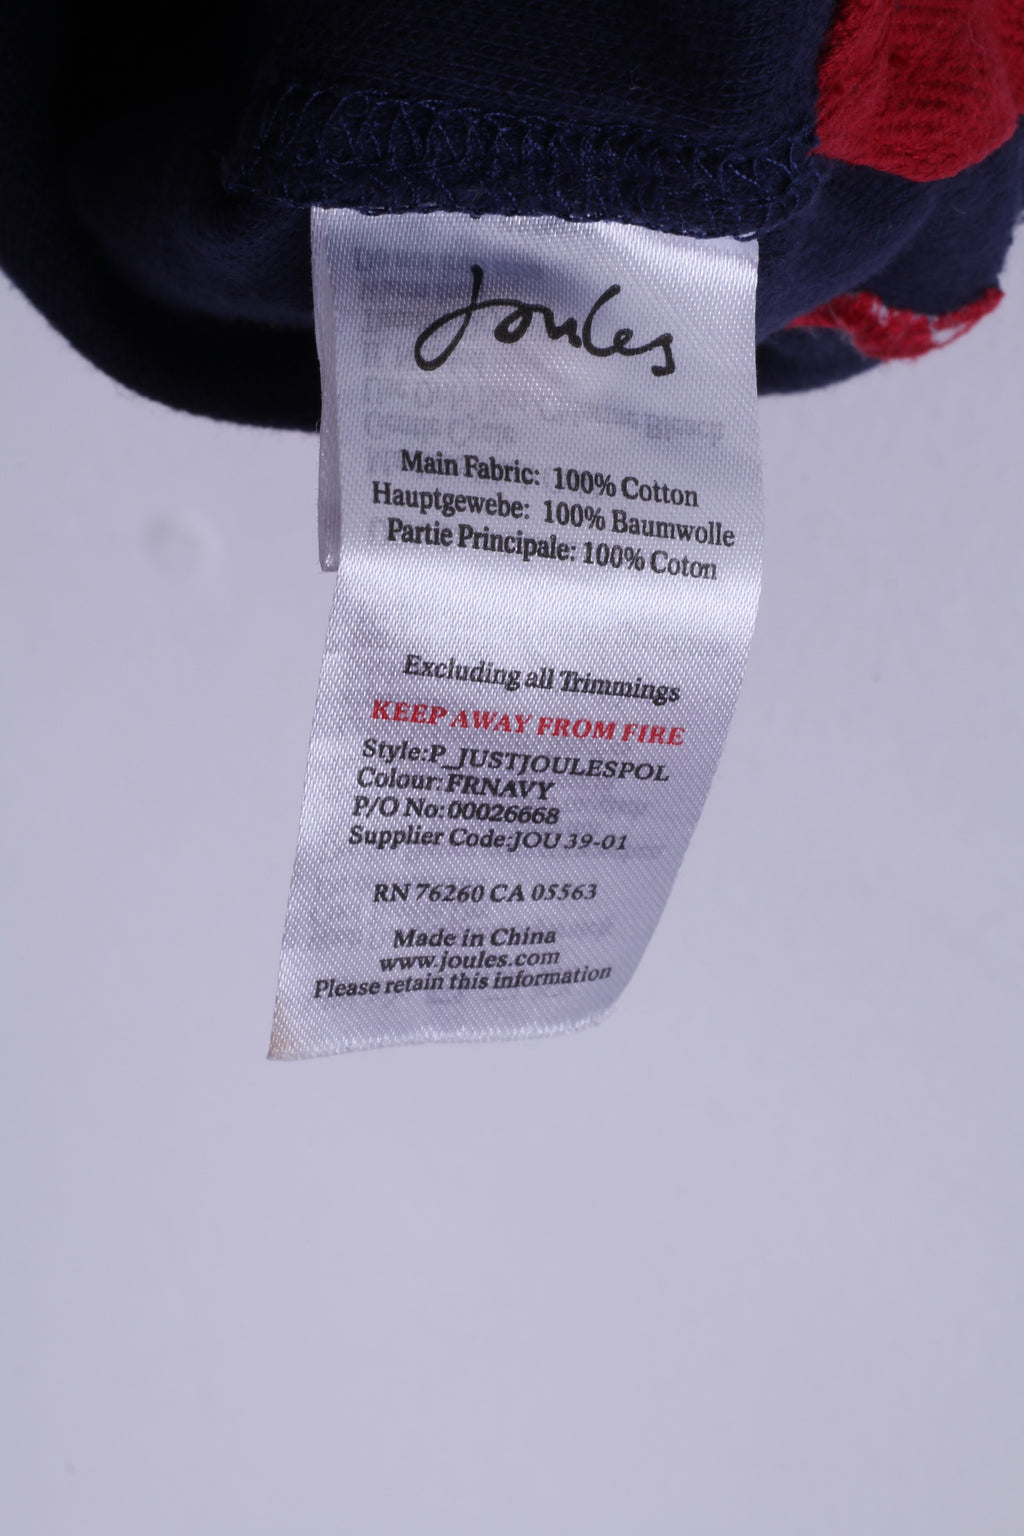 Joules
Main Fabric: 100% Cotton
Hauptgewebe: 100% Baumwolle
Partie Principale: 100% Coton
Excluding all Trimmings
KEEP AWAY FROM FIRE
Style:P_JUSTJOULESPOL
Colour:FRNAVY
P/O No:00026668
Supplier Code:JOU 39-01
RN 76260 CA 05563
Made in China
www.joules.com
Please retain this information